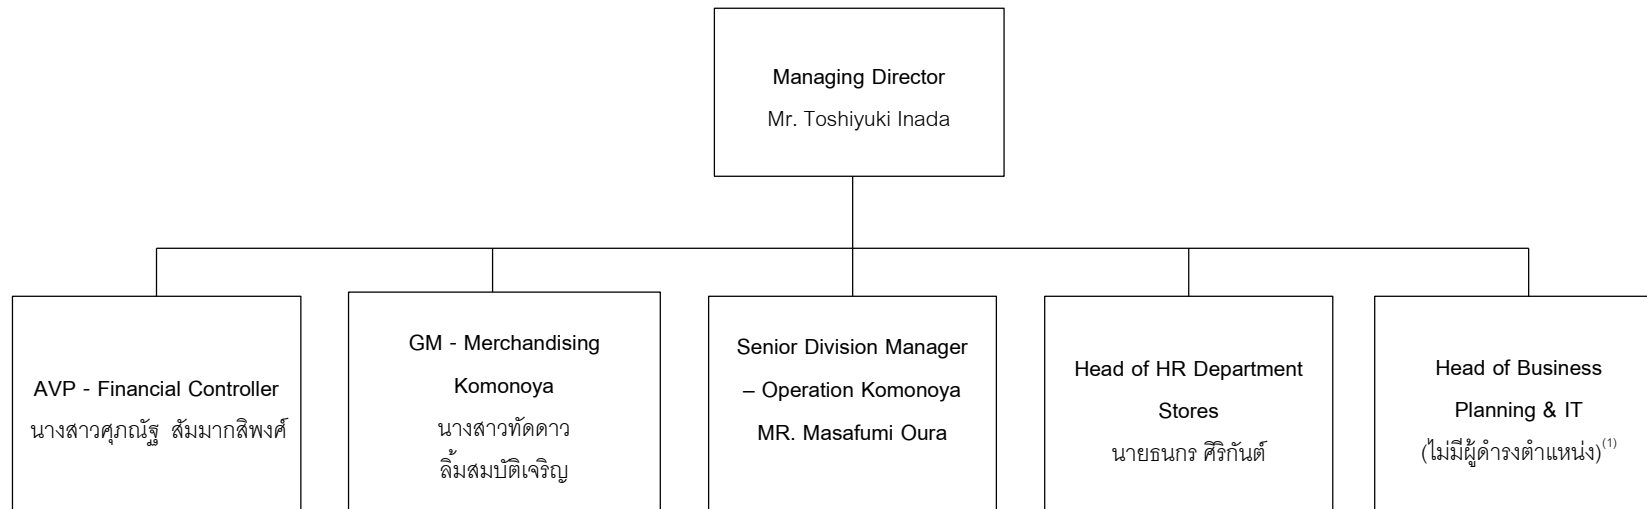 Managing Director
Mr. Toshiyuki Inada
AVP - Financial Controller
นางสาวศุภณัฐ สัมมากสิพงศ์
GM - Merchandising
Komonoya
นางสาวทัดดาว
ลิ้มสมบัติเจริญ
Senior Division Manager
– Operation Komonoya
MR. Masafumi Oura
Head of HR Department
Stores
นายธนกร ศิริกันต์
Head of Business
Planning & IT
(ไม่มีผู้ดำรงตำแหน่ง)⁽¹⁾